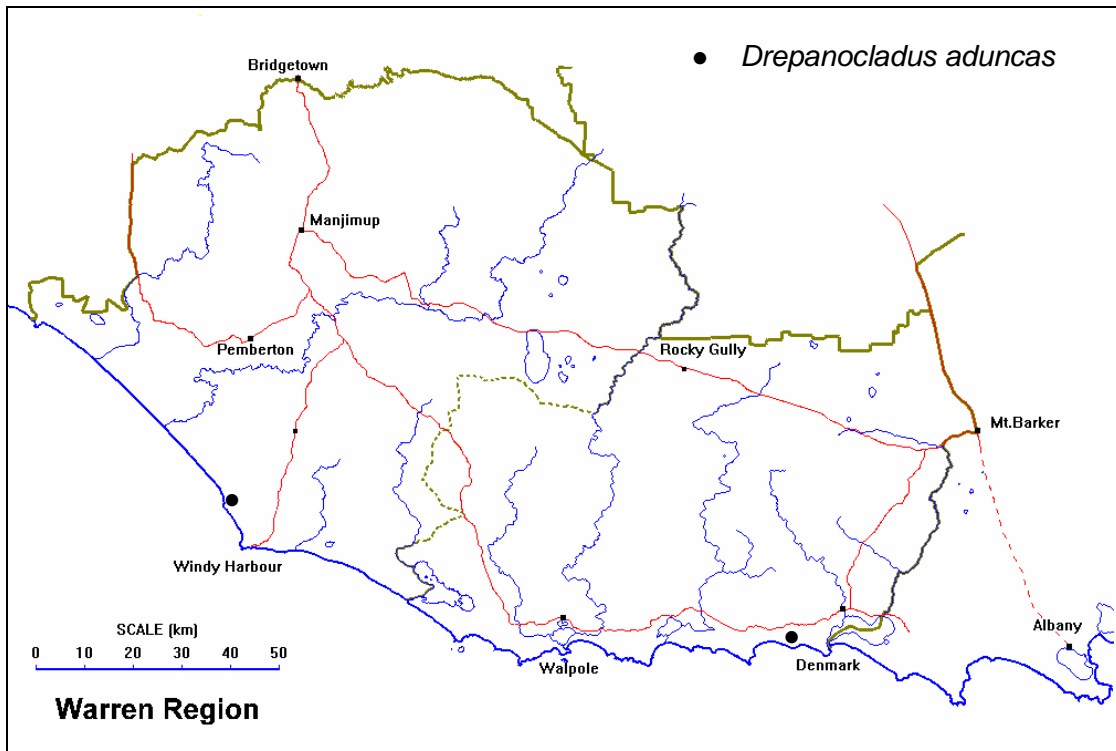 Drepanocladus aduncas
Bridgetown
Manjimup
Pemberton
Rocky Gully
Mt.Barker
Windy Harbour
SCALE (km)
0 10 20 30 40 50
Walpole
Denmark
Albany
Warren Region